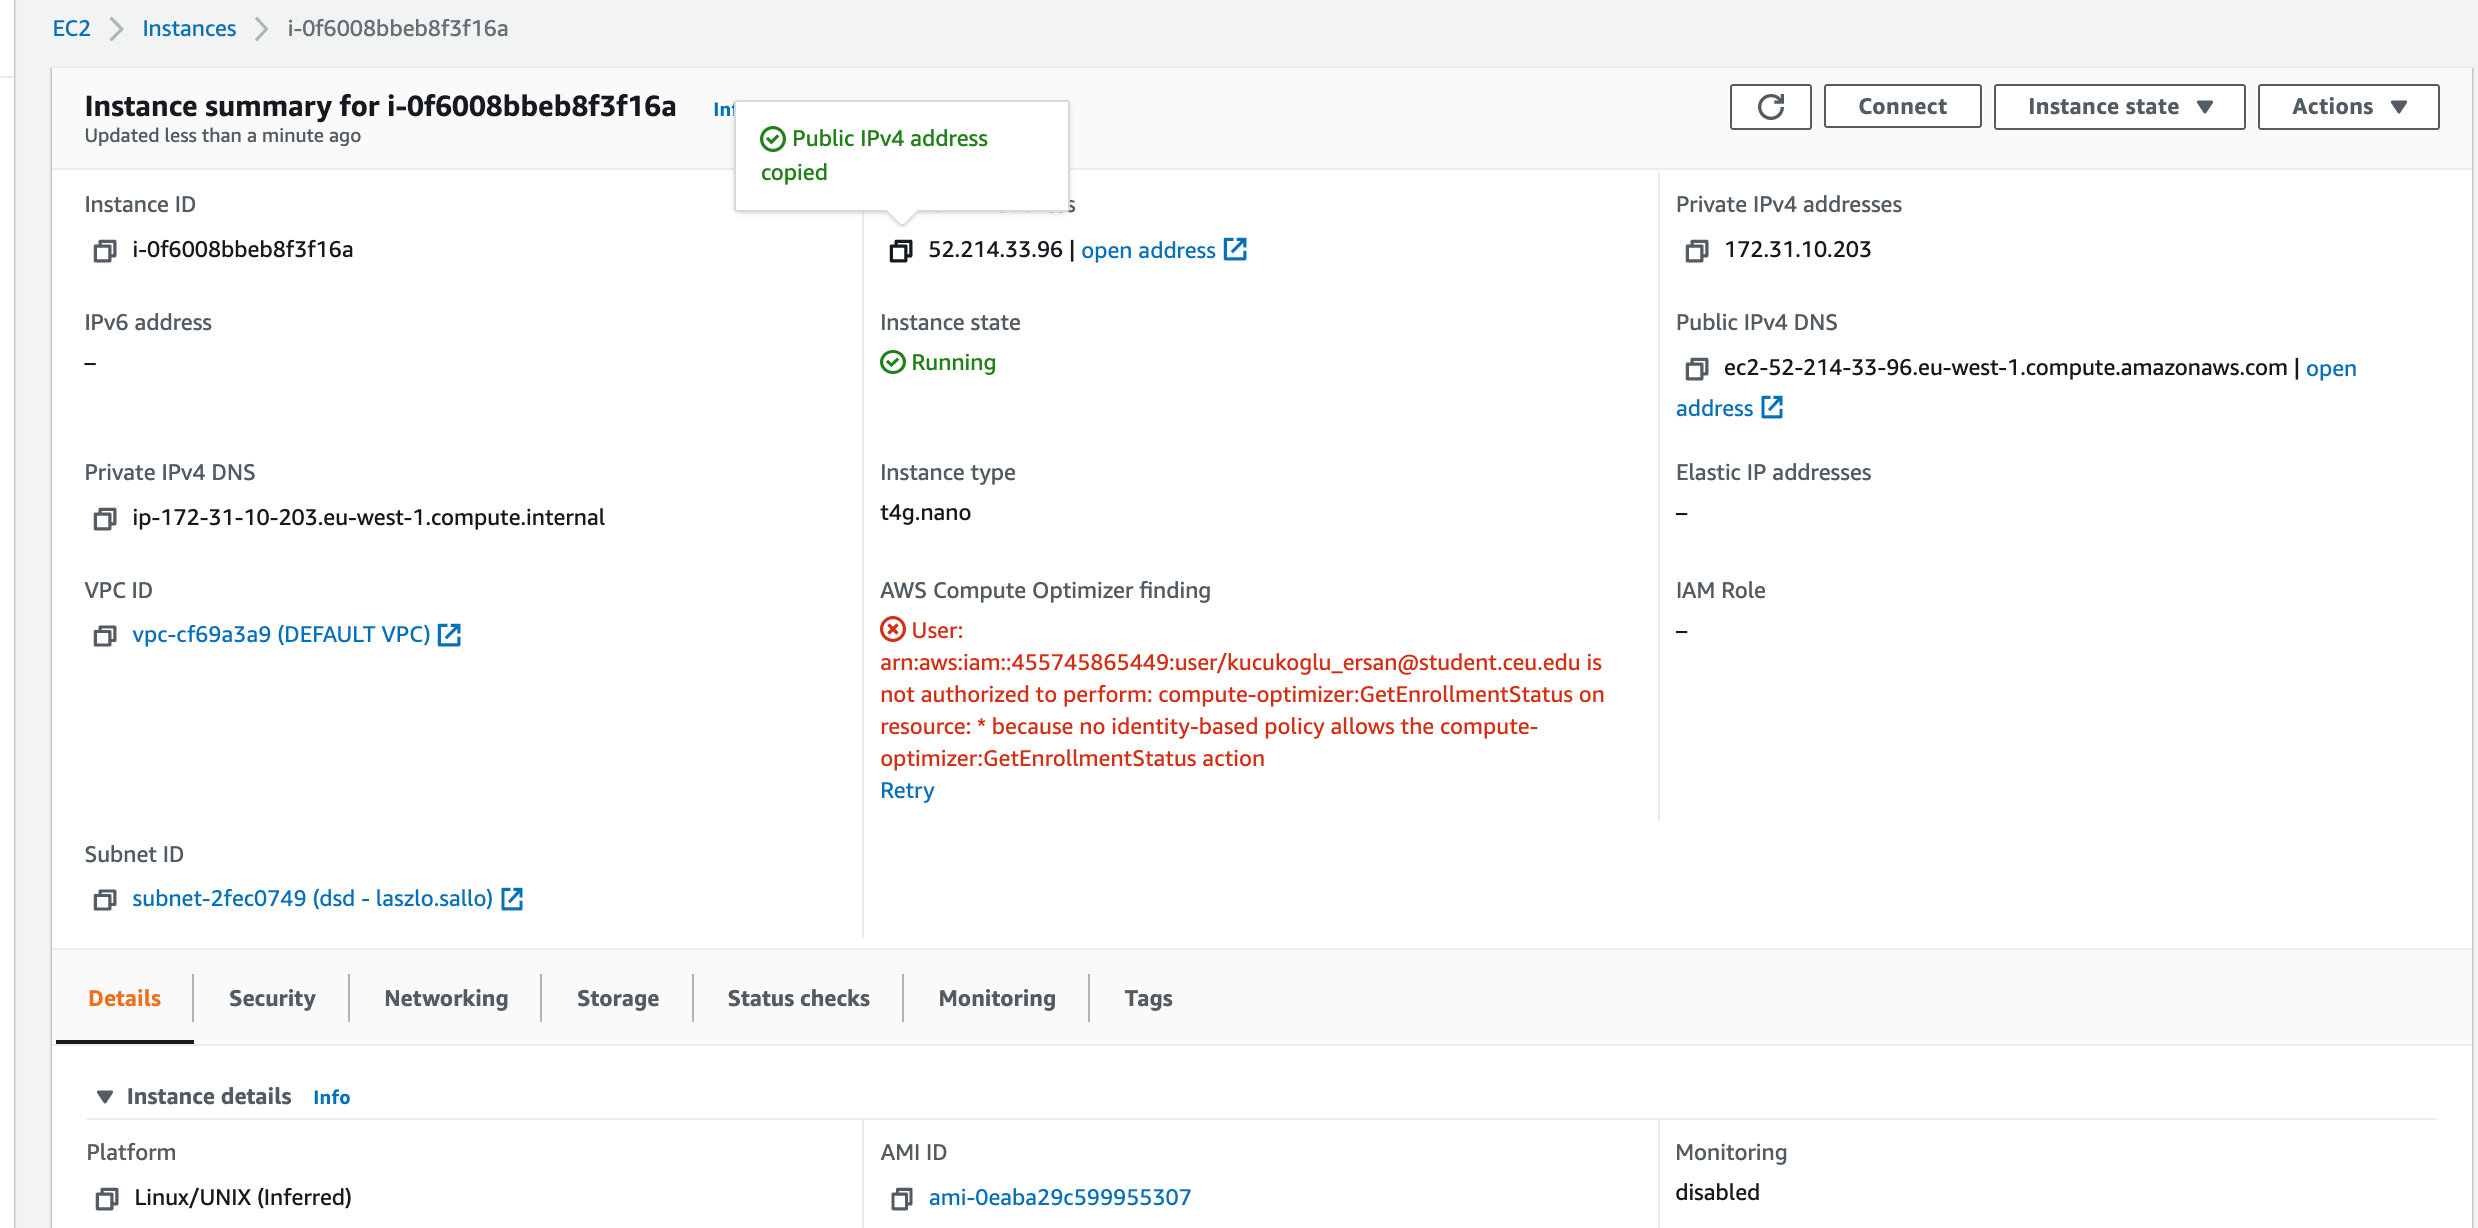 EC2 Instances i-0f6008bbeb8f3f16a
Instance summary for i-0f6008bbeb8f3f16a
Updated less than a minute ago
Public IPv4 address
copied
Connect
Instance state
Actions
Instance ID
i-0f6008bbeb8f3f16a
52.214.33.96 | open address
Private IPv4 addresses
172.31.10.203
IPv6 address
–
Instance state
Running
Public IPv4 DNS
ec2-52-214-33-96.eu-west-1.compute.amazonaws.com | open
address
Private IPv4 DNS
ip-172-31-10-203.eu-west-1.compute.internal
Instance type
t4g.nano
Elastic IP addresses
–
VPC ID
vpc-cf69a3a9 (DEFAULT VPC)
AWS Compute Optimizer finding
User:
arn:aws:iam::455745865449:user/kucukoglu_ersan@student.ceu.edu is
not authorized to perform: compute-optimizer:GetEnrollmentStatus on
resource: * because no identity-based policy allows the compute-
optimizer:GetEnrollmentStatus action
Retry
IAM Role
–
Subnet ID
subnet-2fec0749 (dsd - laszlo.sallo)
Details Security Networking Storage Status checks Monitoring Tags
Instance details Info
Platform
Linux/UNIX (Inferred)
AMI ID
ami-0eaba29c599955307
Monitoring
disabled